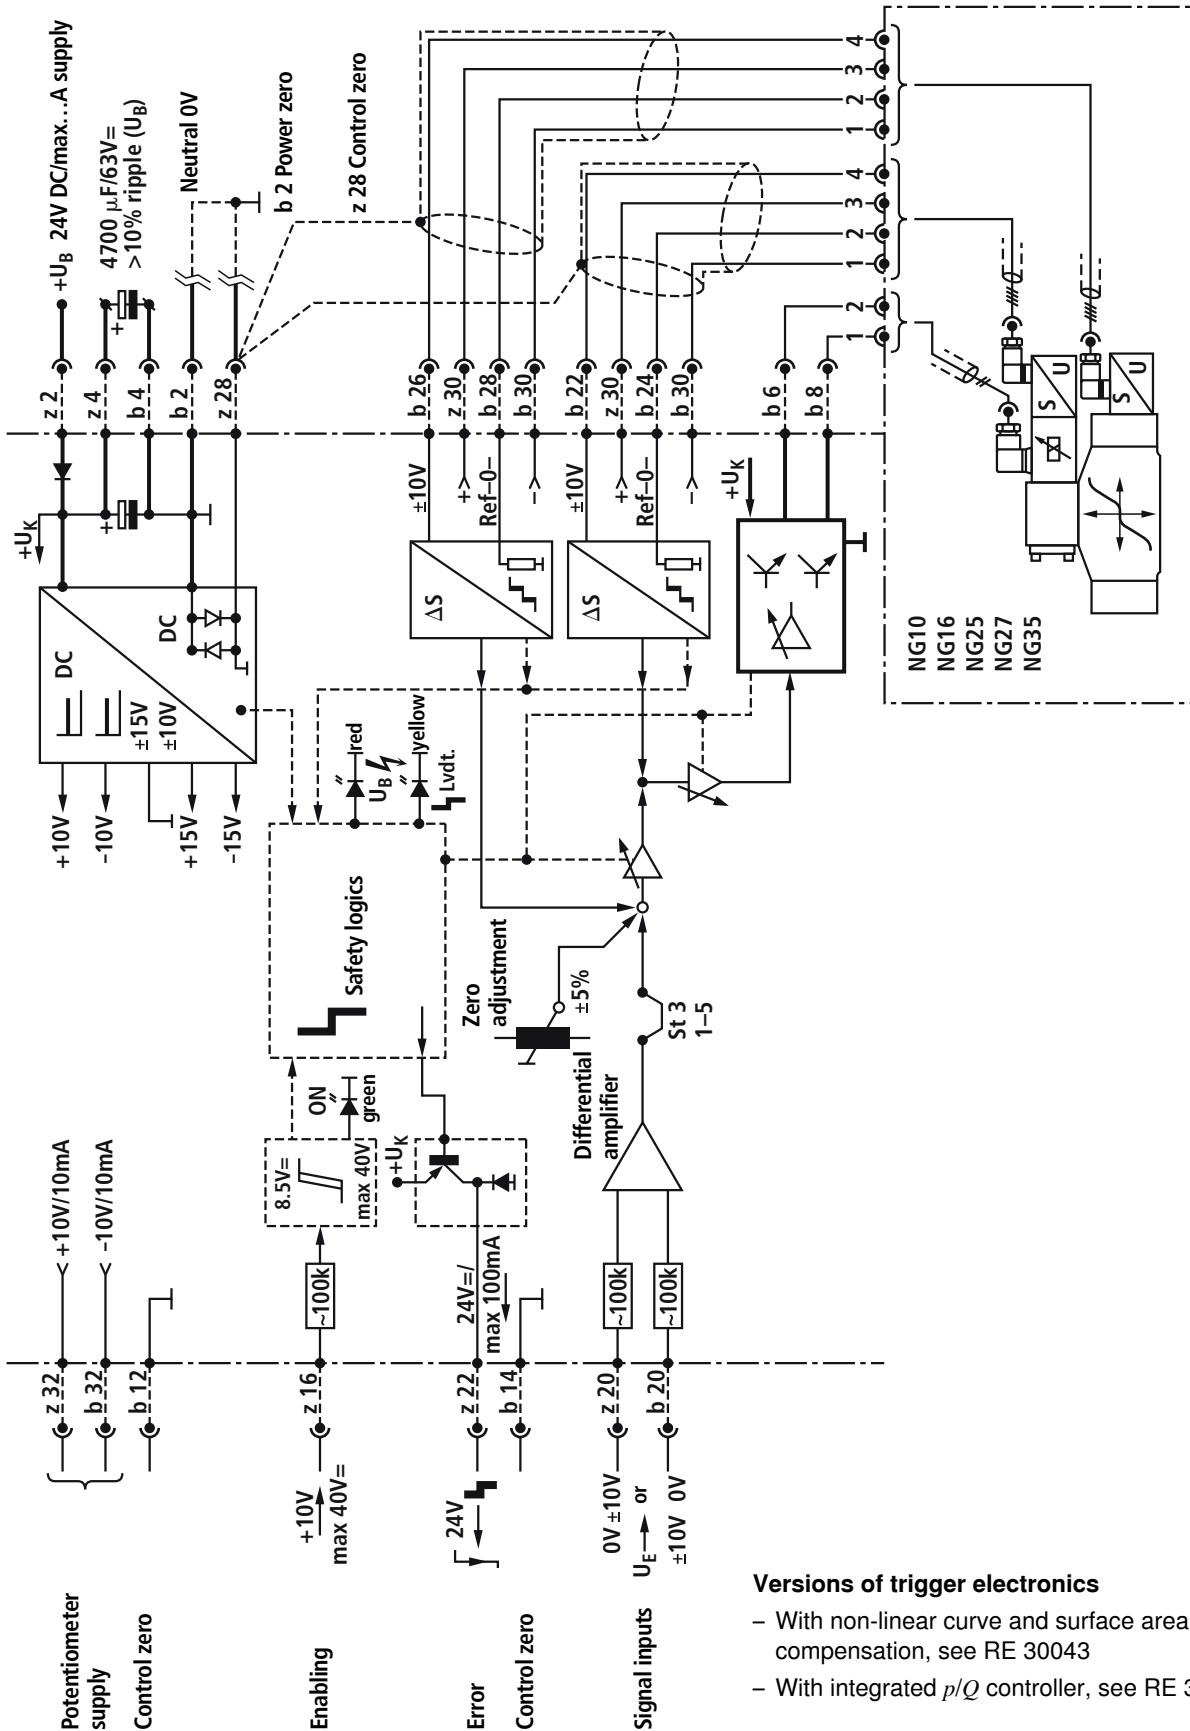 +U_B 24V DC/max...A supply
4700 µF/63V=
>10% ripple (U_B)
Neutral 0V
b 2 Power zero
z 28 Control zero
z 2
z 4
b 4
b 2
z 28
b 26
z 30
b 28
b 30
b 22
z 30
b 24
b 30
b 6
b 8
4
3
2
1
4
3
2
1
2
1
+
+U_K
+
DC
DC
±15V
±10V
+10V
-10V
+15V
-15V
±10V
+
Ref-0-
-
±10V
+
Ref-0-
-
ΔS
ΔS
+U_K
S
U
S
U
NG10
NG16
NG25
NG27
NG35
red
U_B
yellow
Lvdt.
Safety logics
Zero
adjustment
±5%
St 3
1–5
Differential
amplifier
ON
green
8.5V=
max 40V
+U_K
24V=/
max 100mA
+10V/10mA
-10V/10mA
~100k
~100k
~100k
z 32
b 32
b 12
z 16
z 22
b 14
z 20
b 20
+10V
max 40V=
24V
0V ±10V
U_E
or
±10V 0V
Potentiometer
supply
Control zero
Enabling
Error
Control zero
Signal inputs
Versions of trigger electronics
– With non-linear curve and surface area
compensation, see RE 30043
– With integrated p/Q controller, see RE 3